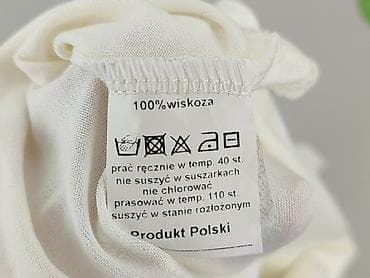 100%wiskoza
prać ręcznie w temp. 40 st.
nie suszyć w suszarkach
nie chlorować
prasować w temp. 110 st.
suszyć w stanie rozłożonym
Produkt Polski